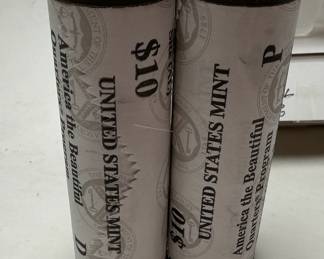 $10
UNITED STATES MINT
America the Beautiful
Quarters Program
D
$10
UNITED STATES MINT
America the Beautiful
Quarters Program
P